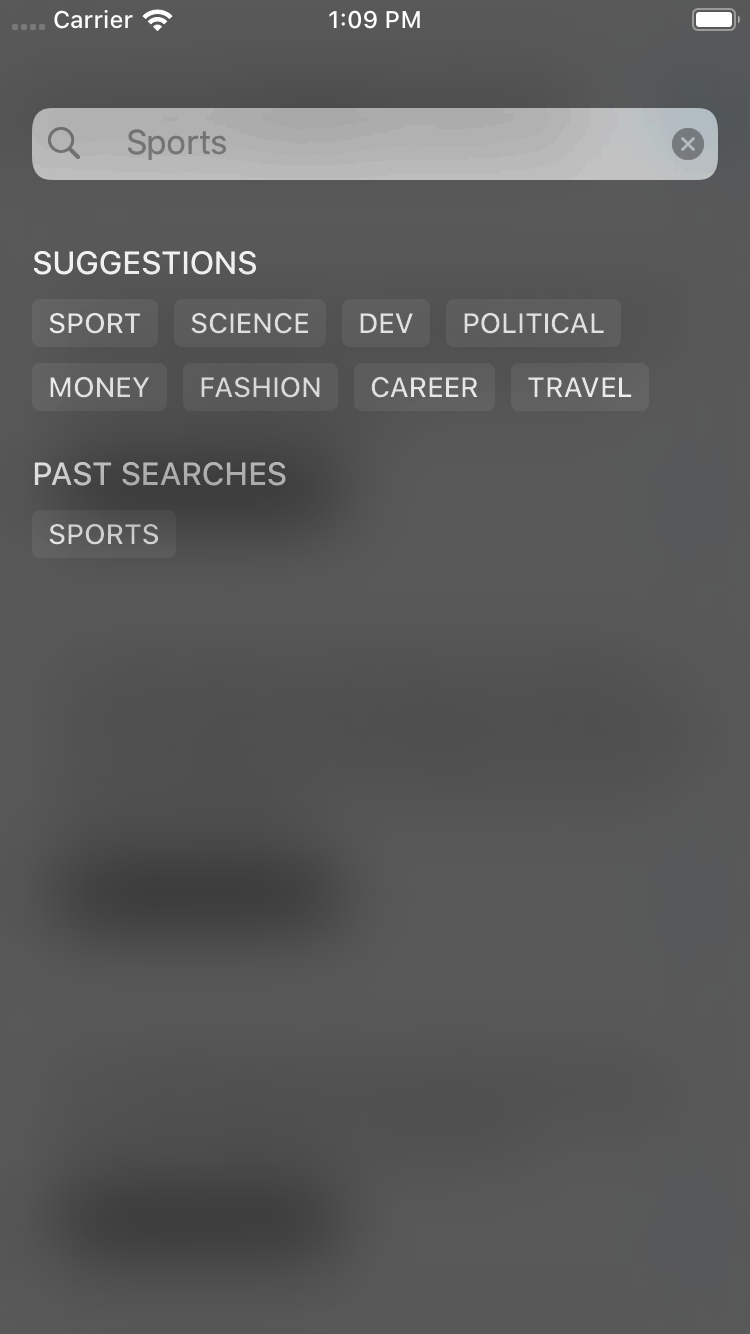 Carrier 1:09 PM
Sports
SUGGESTIONS
SPORT SCIENCE DEV POLITICAL
MONEY FASHION CAREER TRAVEL
PAST SEARCHES
SPORTS